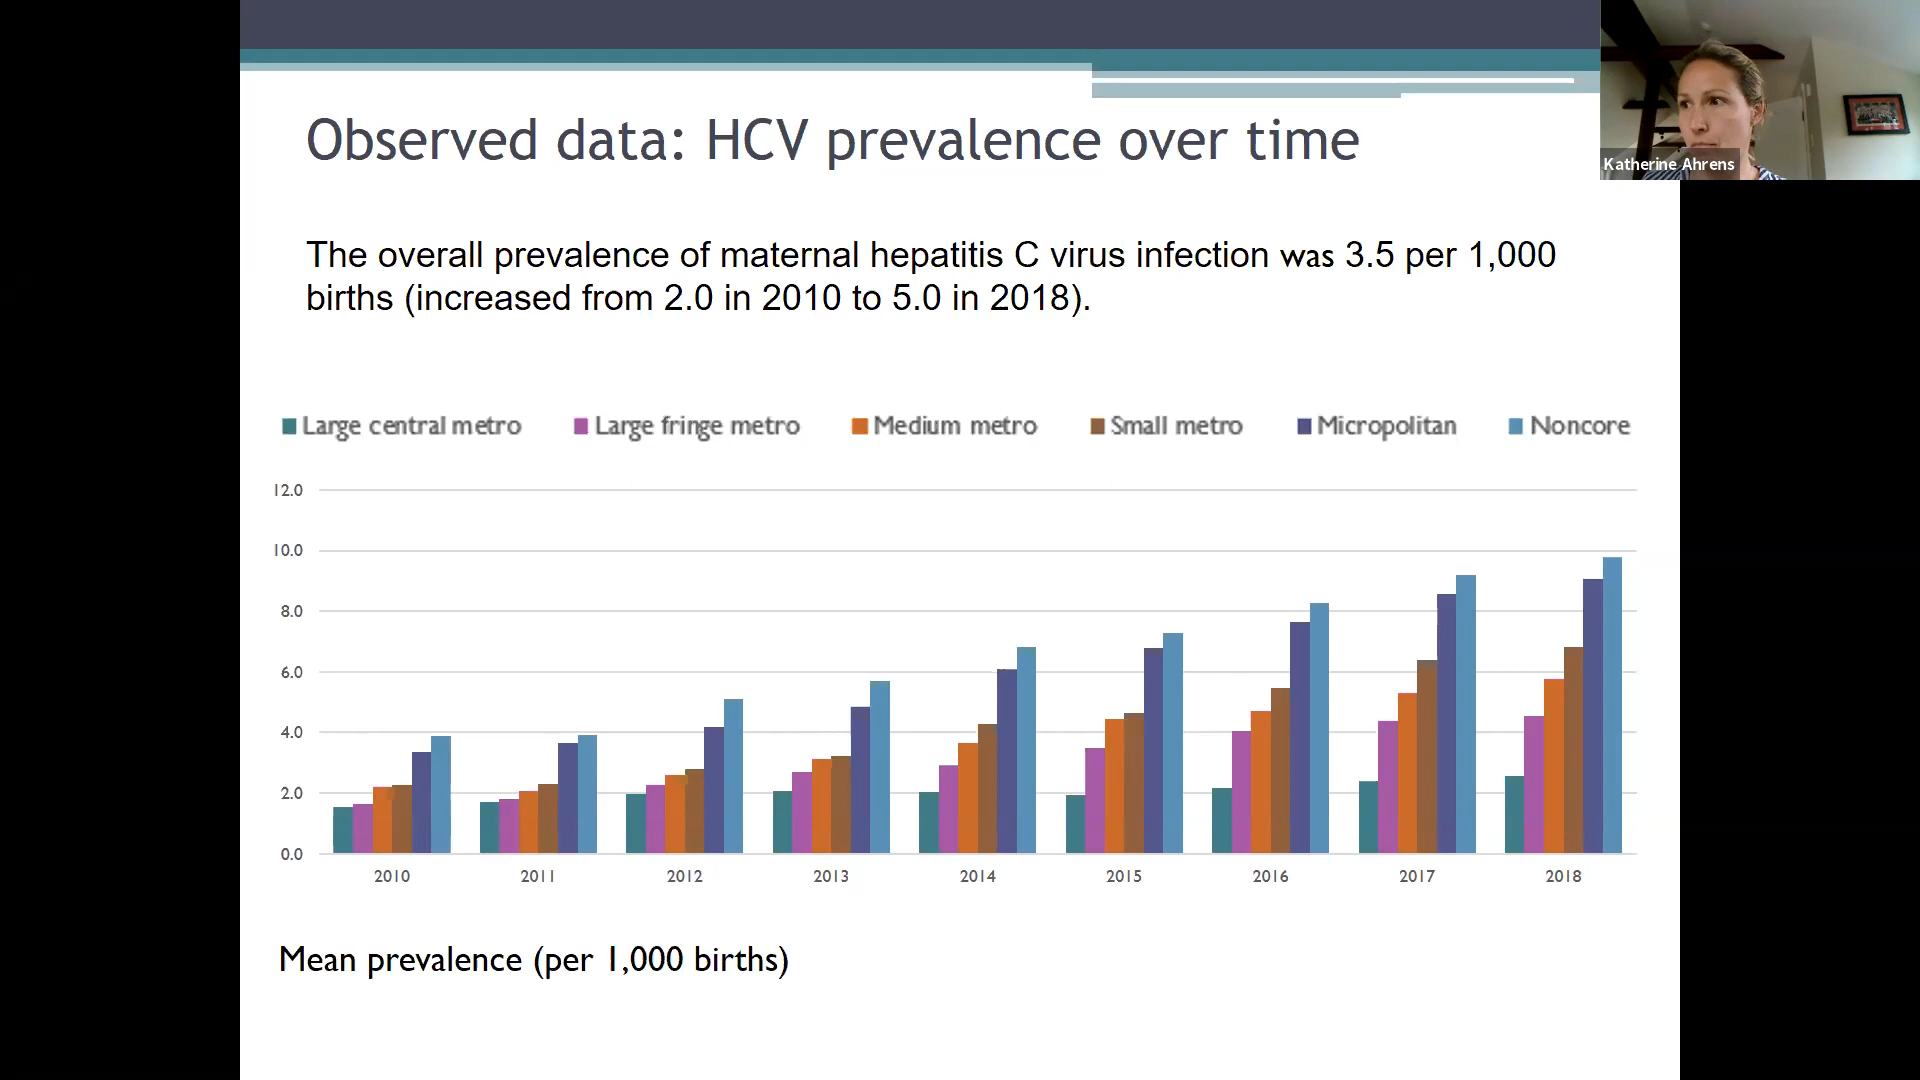 Observed data: HCV prevalence over time
Katherine Ahrens
The overall prevalence of maternal hepatitis C virus infection was 3.5 per 1,000
births (increased from 2.0 in 2010 to 5.0 in 2018).
Large central metro Large fringe metro Medium metro Small metro Micropolitan Noncore
12.0
10.0
8.0
6.0
4.0
2.0
0.0
2010 2011 2012 2013 2014 2015 2016 2017 2018
Mean prevalence (per 1,000 births)